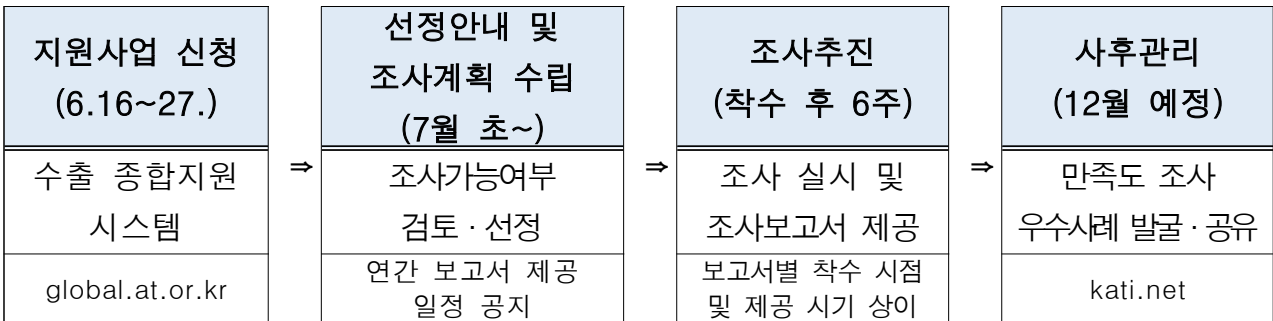 지원사업 신청
(6.16~27.)
수출 종합지원
시스템
global.at.or.kr
⇒
선정안내 및
조사계획 수립
(7월 초~)
조사가능여부
검토·선정
연간 보고서 제공
일정 공지
⇒
조사추진
(착수 후 6주)
조사 실시 및
조사보고서 제공
보고서별 착수 시점
및 제공 시기 상이
⇒
사후관리
(12월 예정)
만족도 조사
우수사례 발굴·공유
kati.net